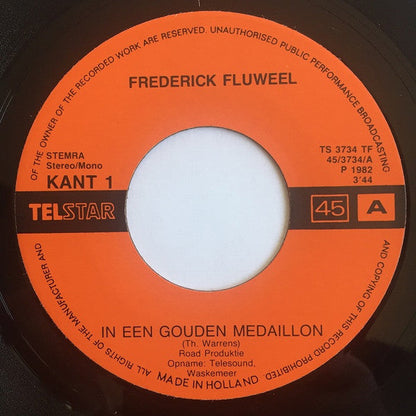 ALL RIGHTS OF THE MANUFACTURER AND OF THE OWNER OF THE RECORDED WORK ARE RESERVED. UNAUTHORISED PUBLIC PERFORMANCE BROADCASTING AND COPYING OF THIS RECORD PROHIBITED
FREDERICK FLUWEEL
STEMRA
Stereo/Mono
KANT 1
TS 3734 TF
45/3734/A
P 1982
3'44
TELSTAR
45 A
IN EEN GOUDEN MEDAILLON
(Th. Warrens)
Road Produktie
Opname: Telesound,
Waskemeer
MADE IN HOLLAND